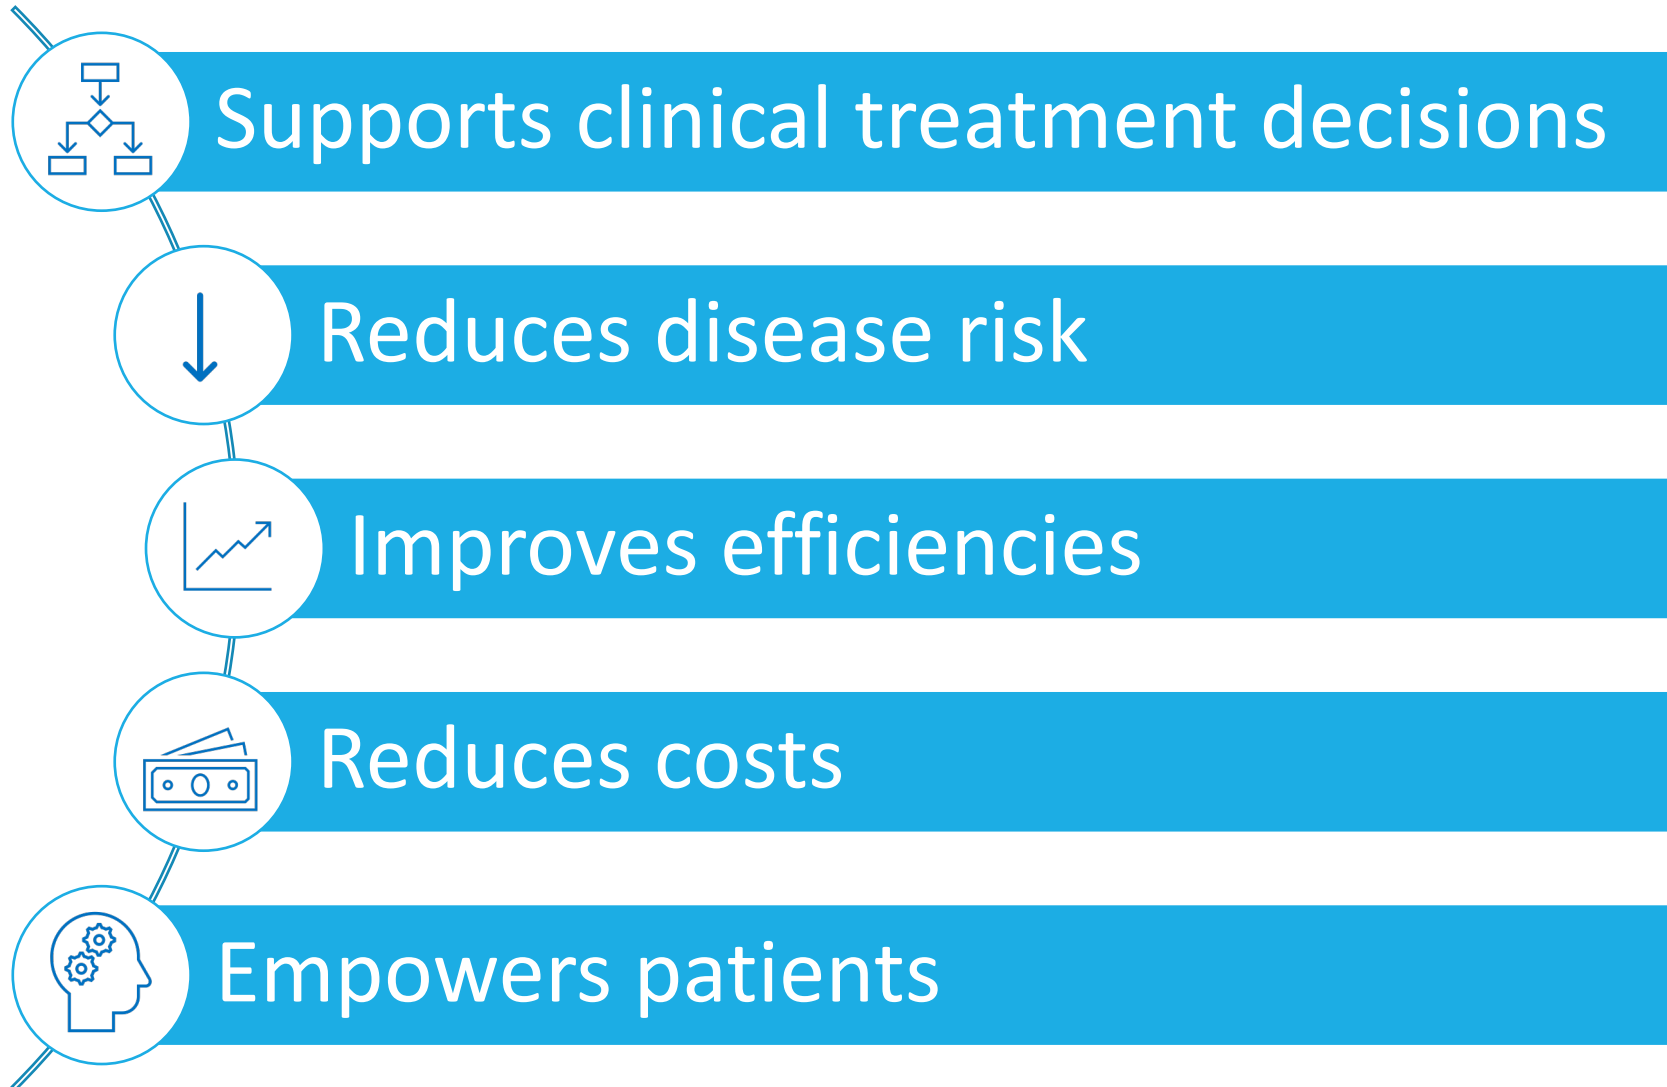 Supports clinical treatment decisions
Reduces disease risk
Improves efficiencies
Reduces costs
Empowers patients